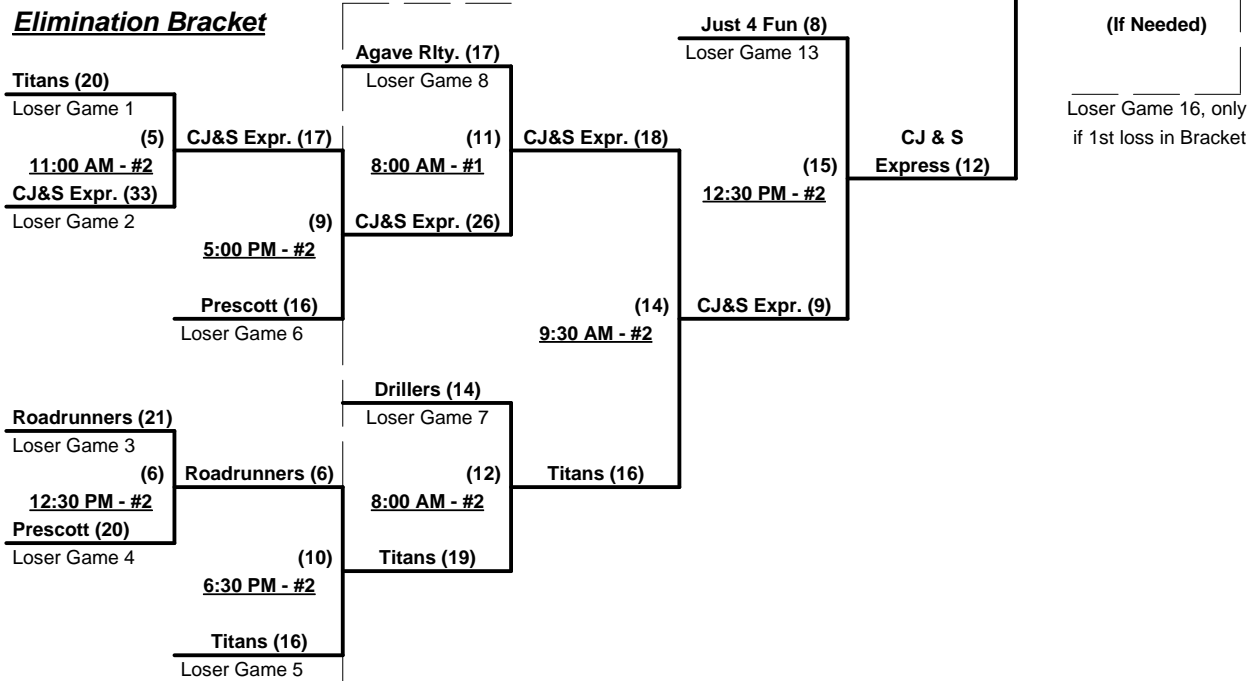 Elimination Bracket
Titans (20)
Loser Game 1
(5)
11:00 AM - #2
CJ&S Expr. (33)
Loser Game 2
CJ&S Expr. (17)
(9)
5:00 PM - #2
Prescott (16)
Loser Game 6
Roadrunners (21)
Loser Game 3
(6)
12:30 PM - #2
Prescott (20)
Loser Game 4
Roadrunners (6)
(10)
6:30 PM - #2
Titans (16)
Loser Game 5
Agave Rlty. (17)
Loser Game 8
(11)
8:00 AM - #1
CJ&S Expr. (26)
Drillers (14)
Loser Game 7
(12)
8:00 AM - #2
Titans (19)
CJ&S Expr. (18)
(14)
9:30 AM - #2
Titans (16)
Just 4 Fun (8)
Loser Game 13
(15)
12:30 PM - #2
CJ&S Expr. (9)
CJ & S
Express (12)
(If Needed)
Loser Game 16, only
if 1st loss in Bracket